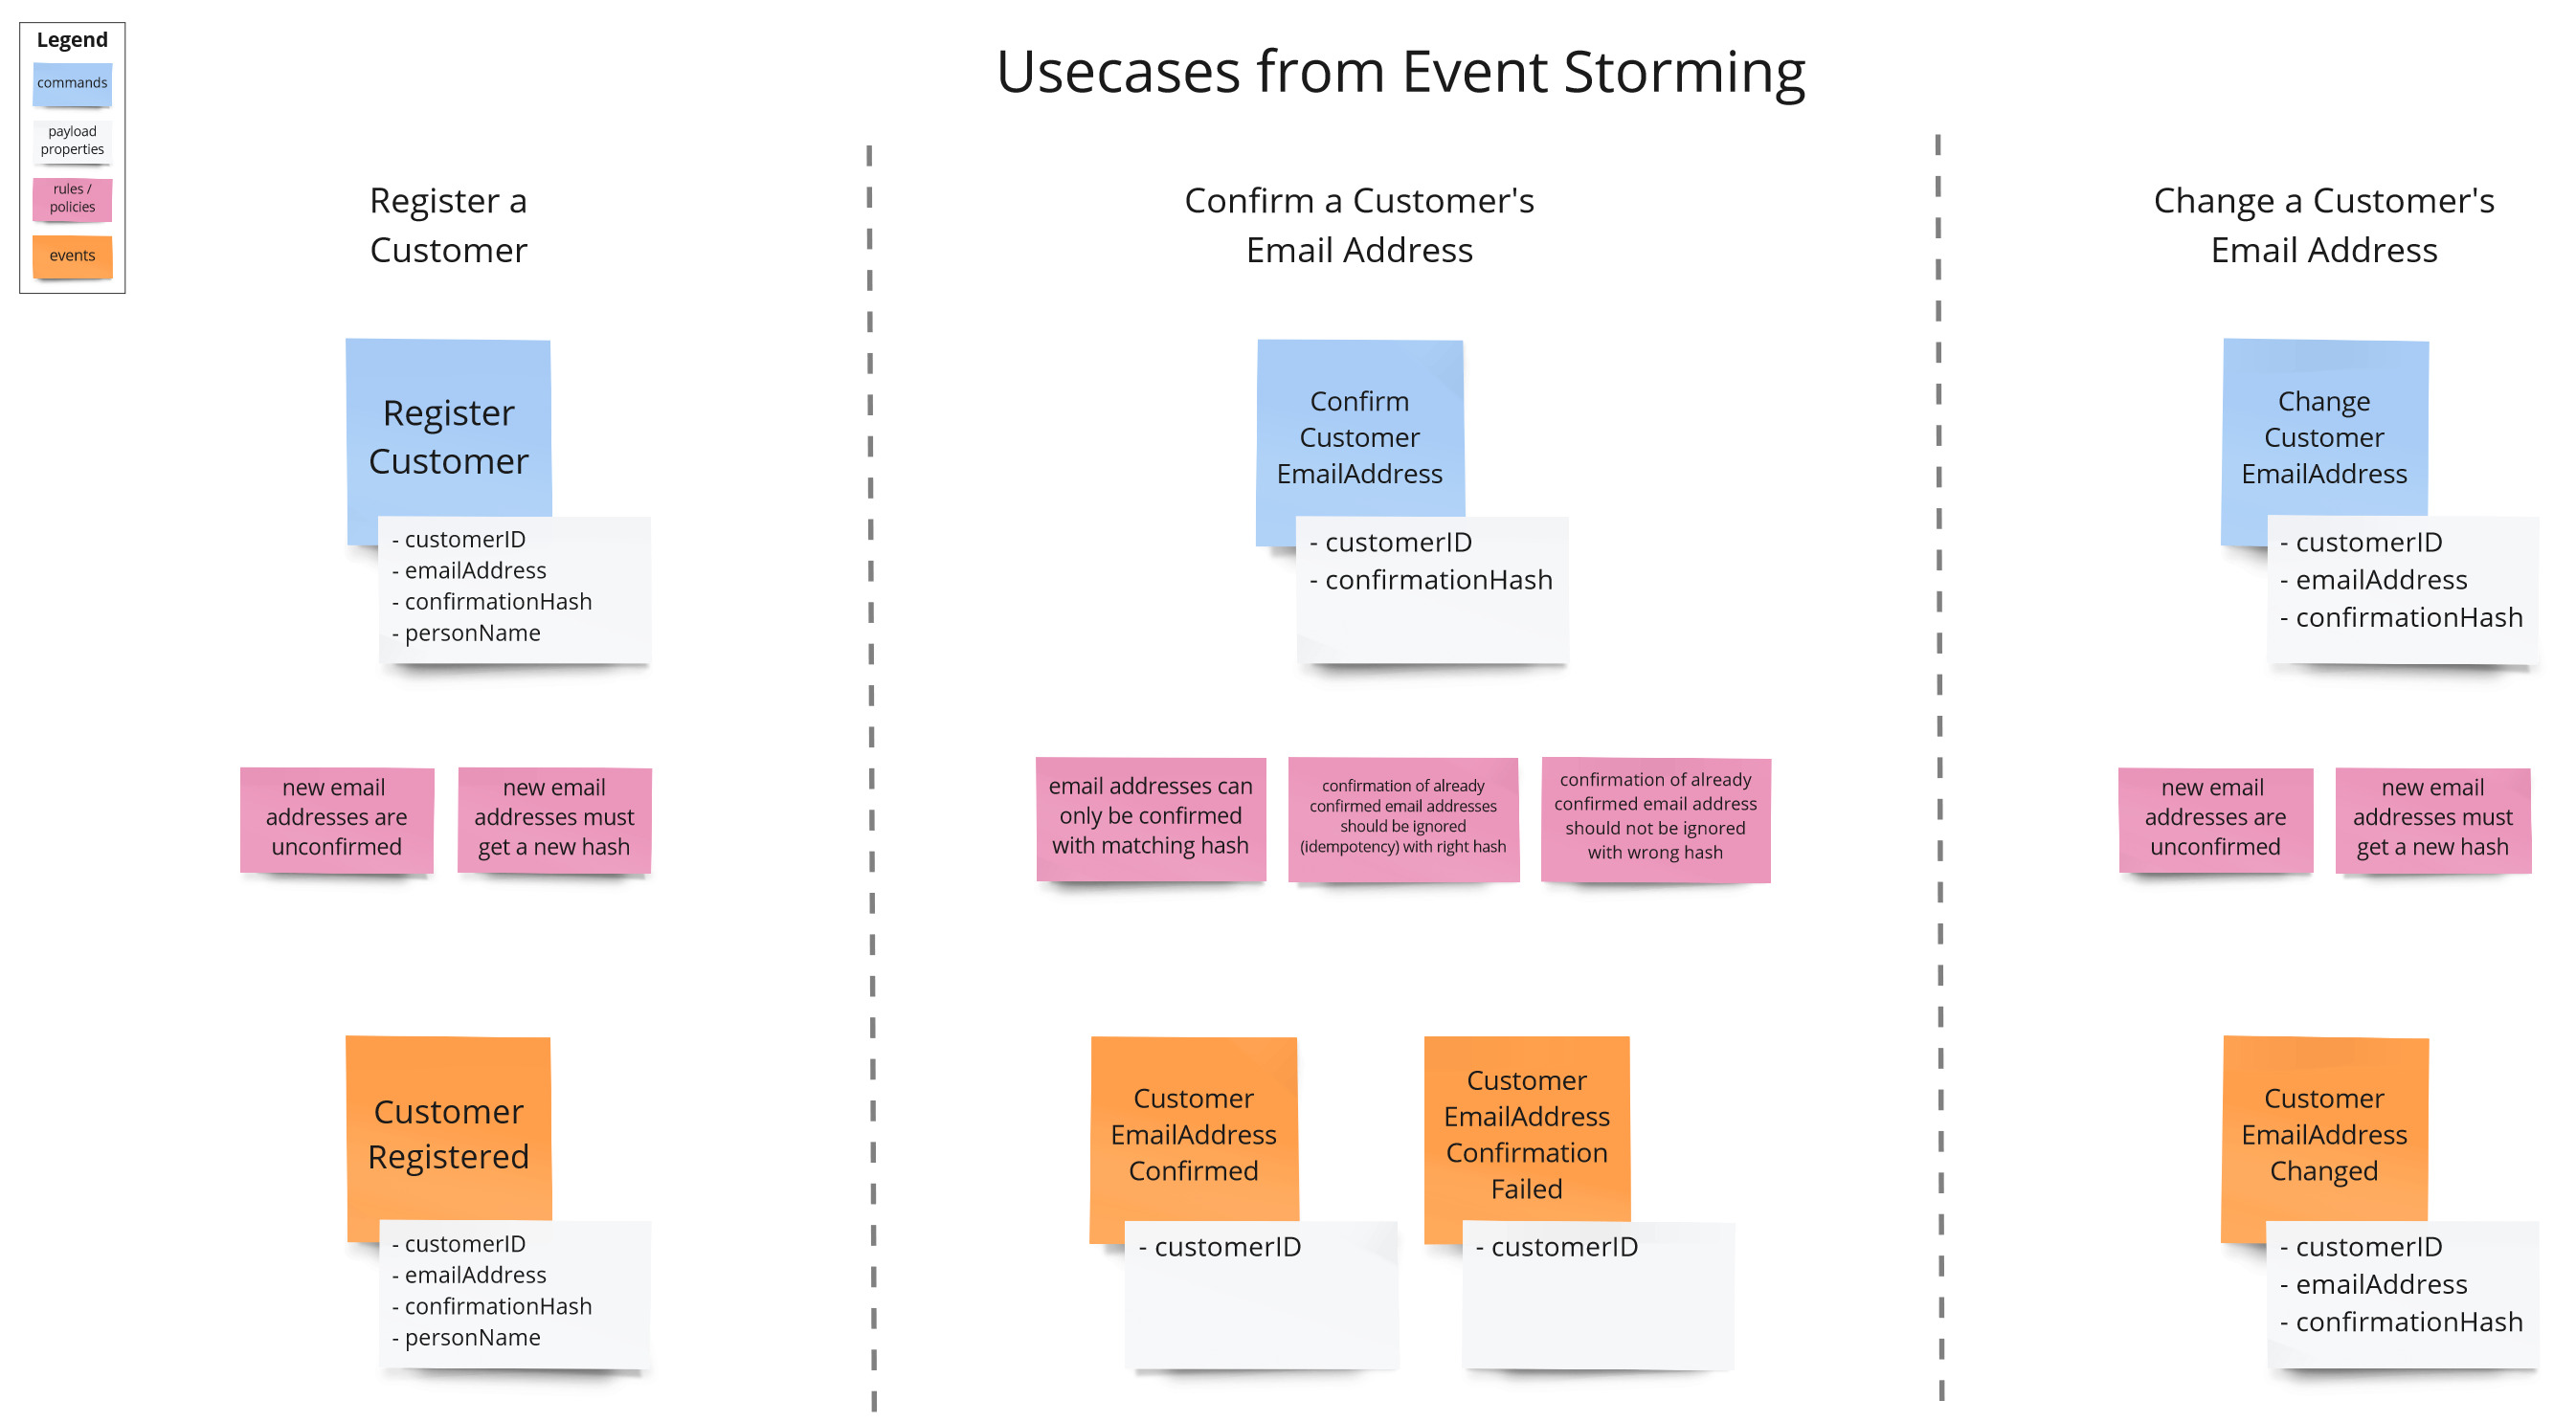 Legend
commands
payload
properties
rules /
policies
events
Usecases from Event Storming
Register a
Customer
Register
Customer
- customerID
- emailAddress
- confirmationHash
- personName
new email
addresses are
unconfirmed
new email
addresses must
get a new hash
Customer
Registered
- customerID
- emailAddress
- confirmationHash
- personName
Confirm a Customer's
Email Address
Confirm
Customer
EmailAddress
- customerID
- confirmationHash
email addresses can
only be confirmed
with matching hash
confirmation of already
confirmed email addresses
should be ignored
(idempotency) with right hash
confirmation of already
confirmed email address
should not be ignored
with wrong hash
Customer
EmailAddress
Confirmed
- customerID
Customer
EmailAddress
Confirmation
Failed
- customerID
Change a Customer's
Email Address
Change
Customer
EmailAddress
- customerID
- emailAddress
- confirmationHash
new email
addresses are
unconfirmed
new email
addresses must
get a new hash
Customer
EmailAddress
Changed
- customerID
- emailAddress
- confirmationHash